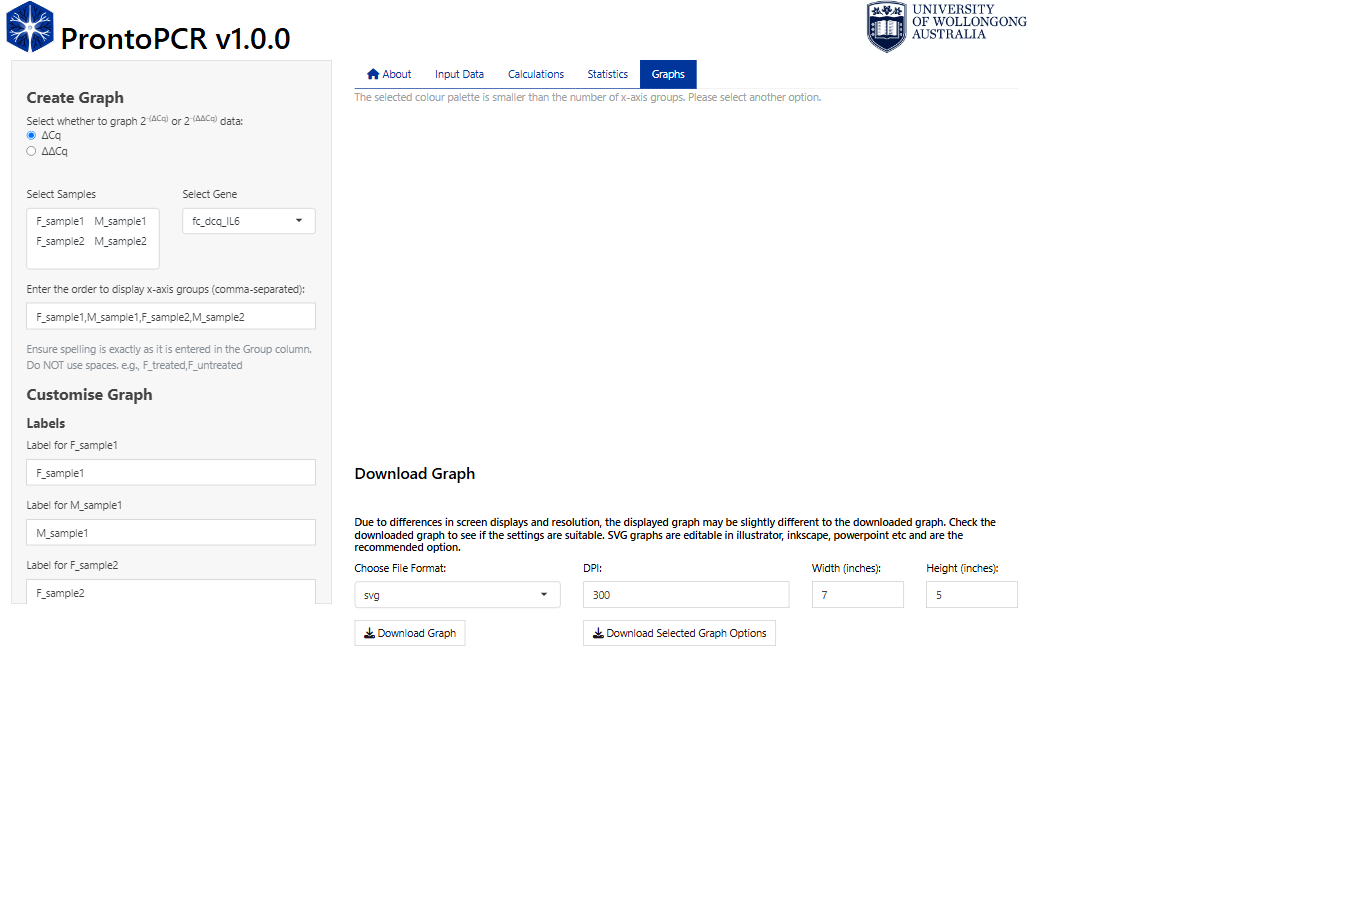 ProntoPCR v1.0.0
UNIVERSITY
OF WOLLONGONG
AUSTRALIA
About
Input Data
Calculations
Statistics
Graphs
Create Graph
Select whether to graph 2-(ΔCq) or 2-(ΔΔCq) data:
ΔCq
ΔΔCq
Select Samples
Select Gene
F_sample1 M_sample1
F_sample2 M_sample2
fc_dcq_IL6
Enter the order to display x-axis groups (comma-separated):
F_sample1,M_sample1,F_sample2,M_sample2
Ensure spelling is exactly as it is entered in the Group column.
Do NOT use spaces. e.g., F_treated,F_untreated
Customise Graph
Labels
Label for F_sample1
F_sample1
Label for M_sample1
M_sample1
Label for F_sample2
F_sample2
The selected colour palette is smaller than the number of x-axis groups. Please select another option.
Download Graph
Due to differences in screen displays and resolution, the displayed graph may be slightly different to the downloaded graph. Check the
downloaded graph to see if the settings are suitable. SVG graphs are editable in illustrator, inkscape, powerpoint etc and are the
recommended option.
Choose File Format:
DPI:
Width (inches):
Height (inches):
svg
300
7
5
Download Graph
Download Selected Graph Options